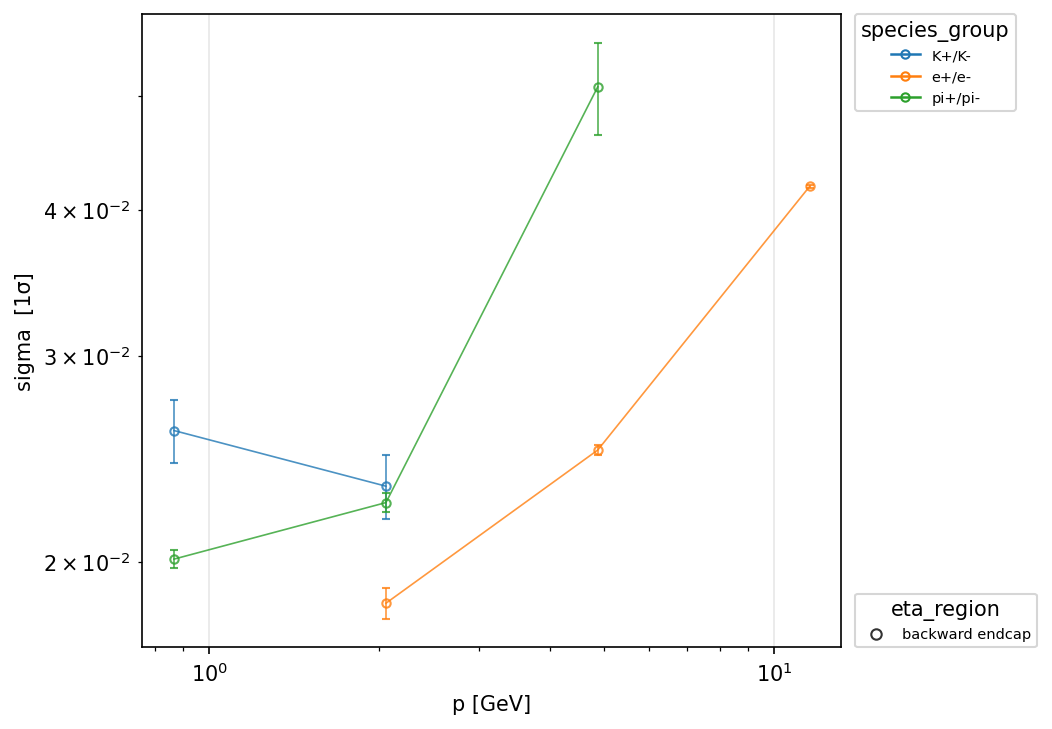 species_group
K+/K-
e+/e-
pi+/pi-
4 × 10⁻²
3 × 10⁻²
2 × 10⁻²
sigma [1σ]
10⁰
10¹
p [GeV]
eta_region
backward endcap